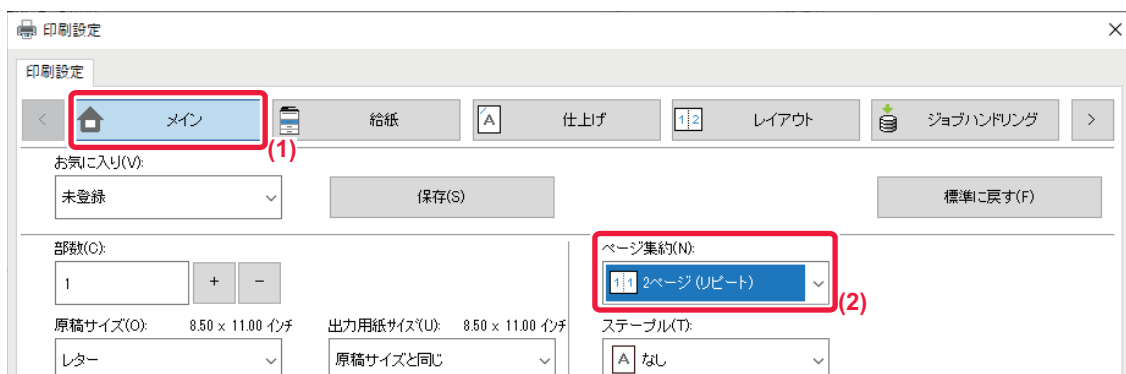 印刷設定
印刷設定
メイン 給紙 仕上げ レイアウト ジョブハンドリング
(1)
お気に入り(V):
未登録 保存(S) 標準に戻す(F)
部数(C): ページ集約(N):
1 + − 1 1 2ページ (リピート)
(2)
原稿サイズ(O): 8.50 x 11.00 インチ 出力用紙サイズ(U): 8.50 x 11.00 インチ ステープル(T):
レター 原稿サイズと同じ A なし